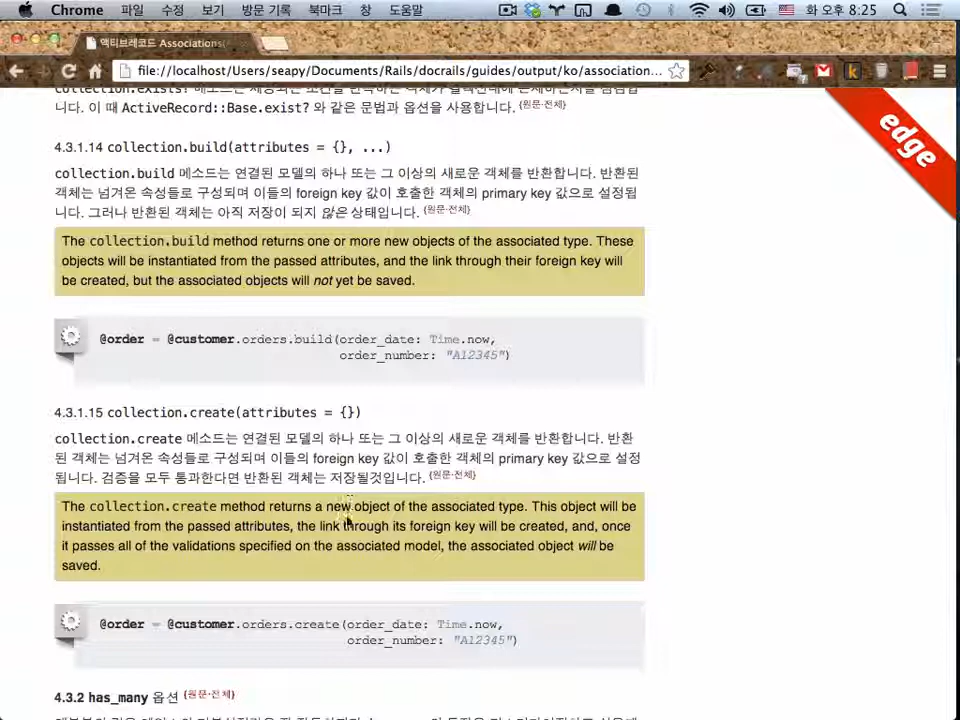 Chrome 파일 수정 보기 방문 기록 북마크 창 도움말 화 오후 8:25
액티브레코드 Associations(
file://localhost/Users/seapy/Documents/Rails/docrails/guides/output/ko/association...
edge
니다. 이 때 ActiveRecord::Base.exist? 와 같은 문법과 옵션을 사용합니다. {원문·전체}
4.3.1.14 collection.build(attributes = {}, ...)
collection.build 메소드는 연결된 모델의 하나 또는 그 이상의 새로운 객체를 반환합니다. 반환된
객체는 넘겨온 속성들로 구성되며 이들의 foreign key 값이 호출한 객체의 primary key 값으로 설정됩
니다. 그러나 반환된 객체는 아직 저장이 되지 않은 상태입니다. {원문·전체}
The collection.build method returns one or more new objects of the associated type. These
objects will be instantiated from the passed attributes, and the link through their foreign key will
be created, but the associated objects will not yet be saved.
@order = @customer.orders.build(order_date: Time.now,
order_number: "A12345")
4.3.1.15 collection.create(attributes = {})
collection.create 메소드는 연결된 모델의 하나 또는 그 이상의 새로운 객체를 반환합니다. 반환
된 객체는 넘겨온 속성들로 구성되며 이들의 foreign key 값이 호출한 객체의 primary key 값으로 설정
됩니다. 검증을 모두 통과한다면 반환된 객체는 저장될것입니다. {원문·전체}
The collection.create method returns a new object of the associated type. This object will be
instantiated from the passed attributes, the link through its foreign key will be created, and, once
it passes all of the validations specified on the associated model, the associated object will be
saved.
@order = @customer.orders.create(order_date: Time.now,
order_number: "A12345")
4.3.2 has_many 옵션 {원문·전체}